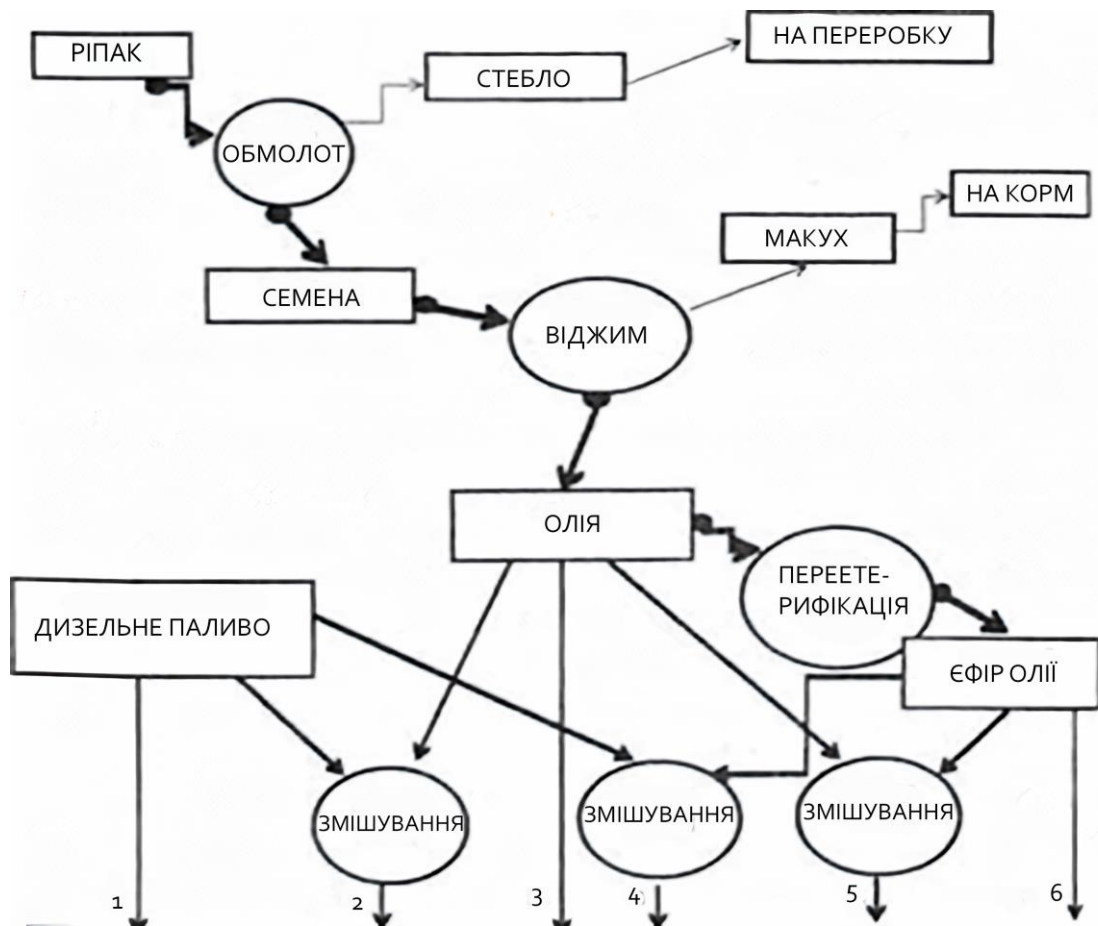 РІПАК
СТЕБЛО
НА ПЕРЕРОБКУ
ОБМОЛОТ
НА КОРМ
МАКУХ
СЕМЕНА
ВІДЖИМ
ОЛІЯ
ПЕРЕЕТЕ-
РИФІКАЦІЯ
ДИЗЕЛЬНЕ ПАЛИВО
ЄФІР ОЛІЇ
ЗМІШУВАННЯ
ЗМІШУВАННЯ
ЗМІШУВАННЯ
1
2
3
4
5
6